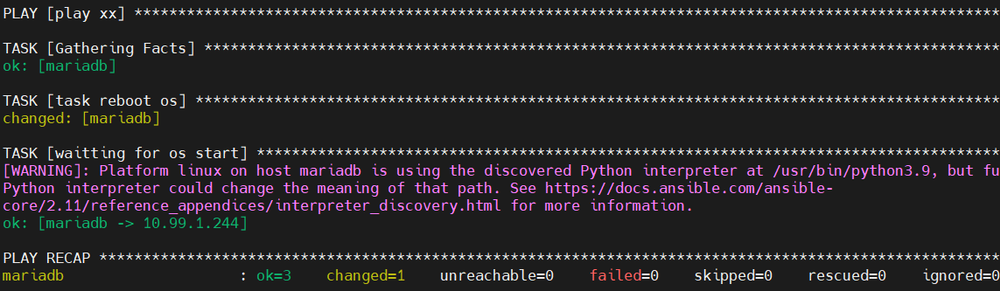 PLAY [play xx] ***************************************************************************************************
TASK [Gathering Facts] *******************************************************************************************
ok: [mariadb]
TASK [task reboot os] ********************************************************************************************
changed: [mariadb]
TASK [waitting for os start] *************************************************************************************
[WARNING]: Platform linux on host mariadb is using the discovered Python interpreter at /usr/bin/python3.9, but fu
Python interpreter could change the meaning of that path. See https://docs.ansible.com/ansible-
core/2.11/reference_appendices/interpreter_discovery.html for more information.
ok: [mariadb -> 10.99.1.244]
PLAY RECAP *******************************************************************************************************
mariadb : ok=3 changed=1 unreachable=0 failed=0 skipped=0 rescued=0 ignored=0